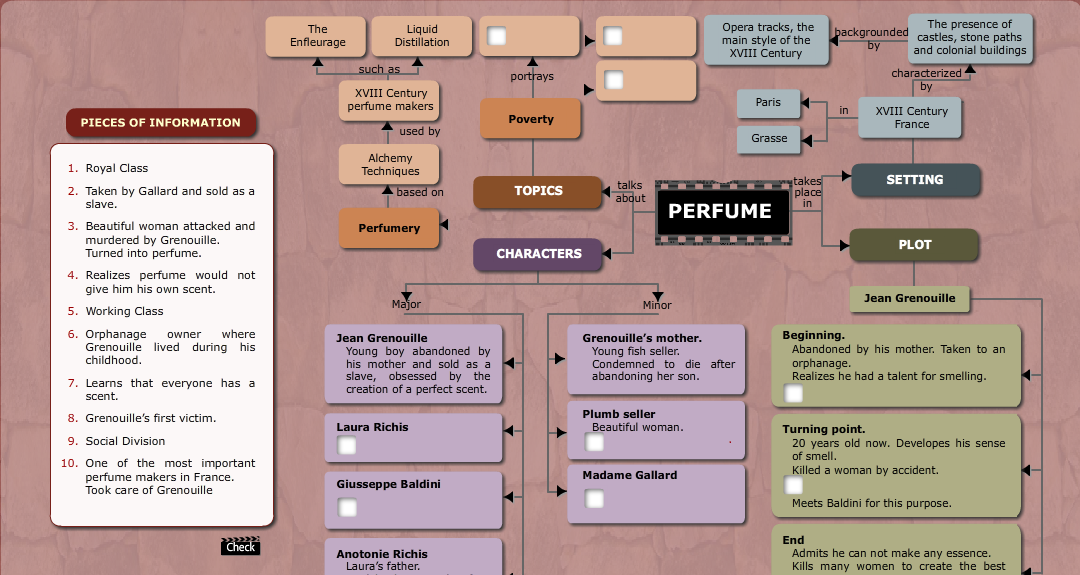 The
Enfleurage
Liquid
Distillation
such as
XVIII Century
perfume makers
used by
Alchemy
Techniques
based on
Perfumery
portrays
Poverty
TOPICS
talks
about
CHARACTERS
PERFUME
takes
place
in
Opera tracks, the
main style of the
XVIII Century
backgrounded
by
The presence of
castles, stone paths
and colonial buildings
characterized
by
Paris
Grasse
in
XVIII Century
France
SETTING
PLOT
Jean Grenouille
PIECES OF INFORMATION
1. Royal Class
2. Taken by Gallard and sold as a
slave.
3. Beautiful woman attacked and
murdered by Grenouille.
Turned into perfume.
4. Realizes perfume would not
give him his own scent.
5. Working Class
6. Orphanage owner where
Grenouille lived during his
childhood.
7. Learns that everyone has a
scent.
8. Grenouille's first victim.
9. Social Division
10. One of the most important
perfume makers in France.
Took care of Grenouille
Check
Major
Minor
Jean Grenouille
Young boy abandoned by
his mother and sold as a
slave, obsessed by the
creation of a perfect scent.
Laura Richis
Giusseppe Baldini
Anotonie Richis
Laura's father.
Grenouille's mother.
Young fish seller.
Condemned to die after
abandoning her son.
Plumb seller
Beautiful woman.
Madame Gallard
Beginning.
Abandoned by his mother. Taken to an
orphanage.
Realizes he had a talent for smelling.
Turning point.
20 years old now. Developes his sense
of smell.
Killed a woman by accident.
Meets Baldini for this purpose.
End
Admits he can not make any essence.
Kills many women to create the best